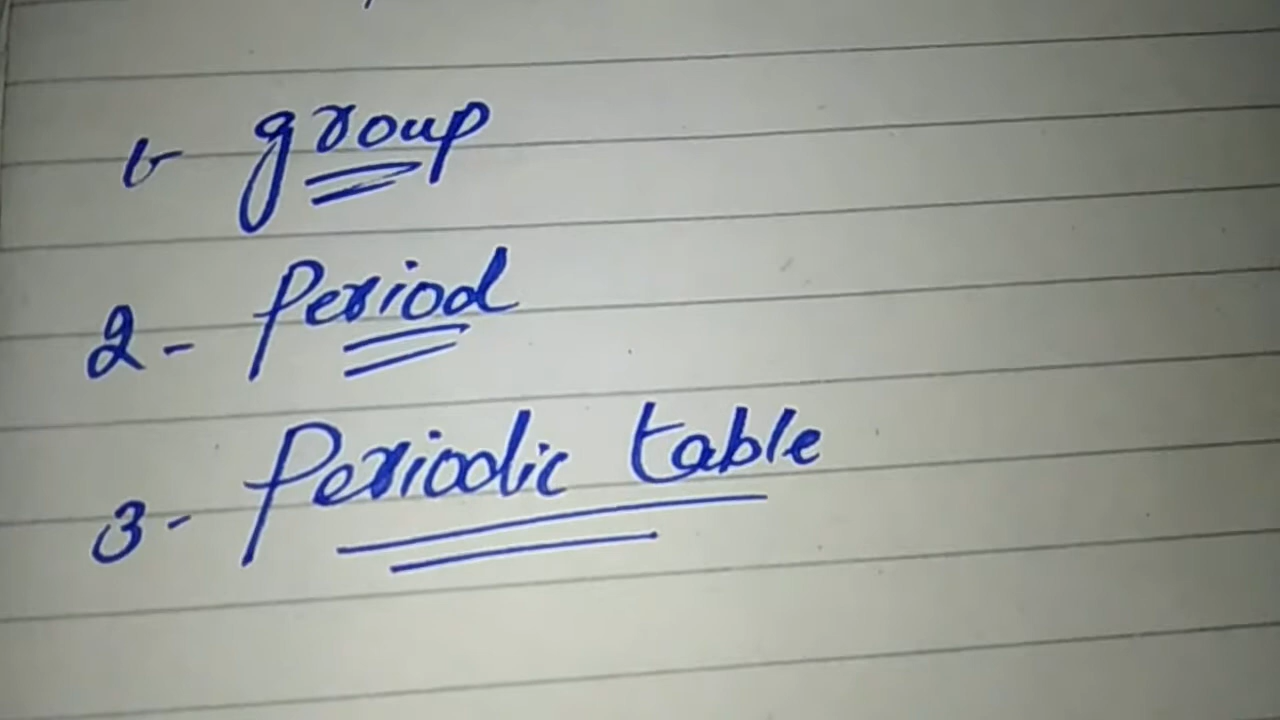 1- group
2- Period
3- Periodic table